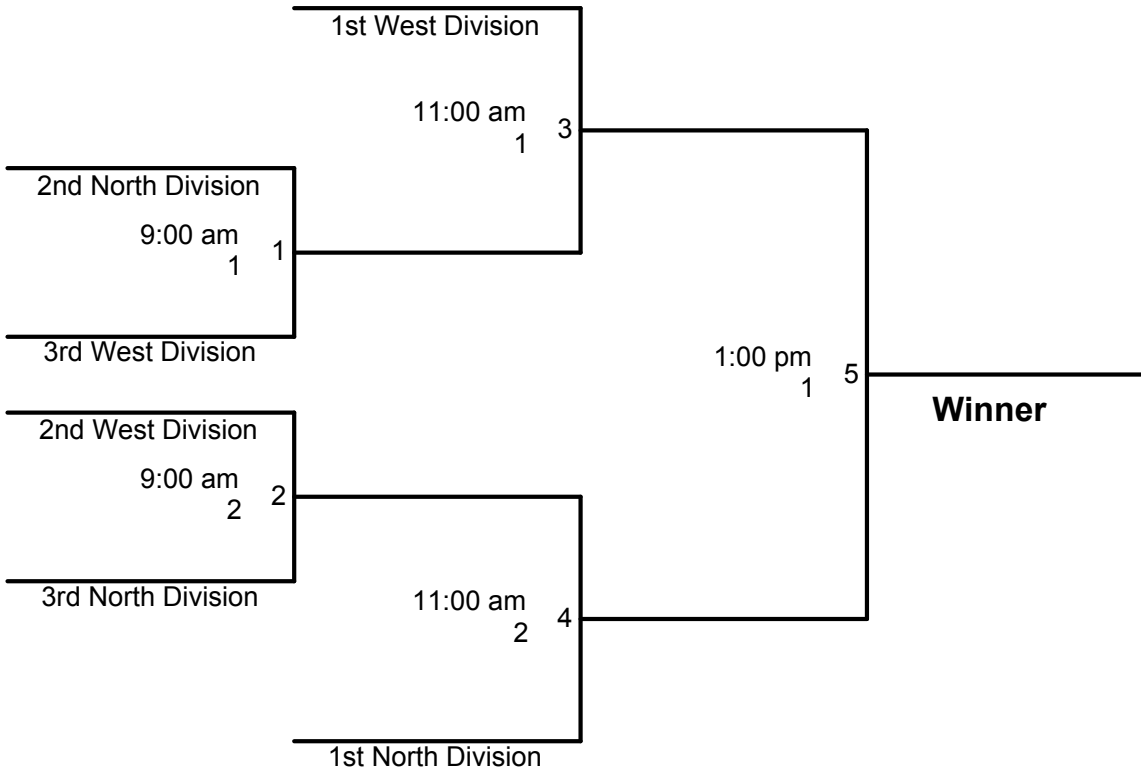 1st West Division
11:00 am
1 3
2nd North Division
9:00 am
1 1
3rd West Division
1:00 pm
1 5
Winner
2nd West Division
9:00 am
2 2
3rd North Division
11:00 am
2 4
1st North Division